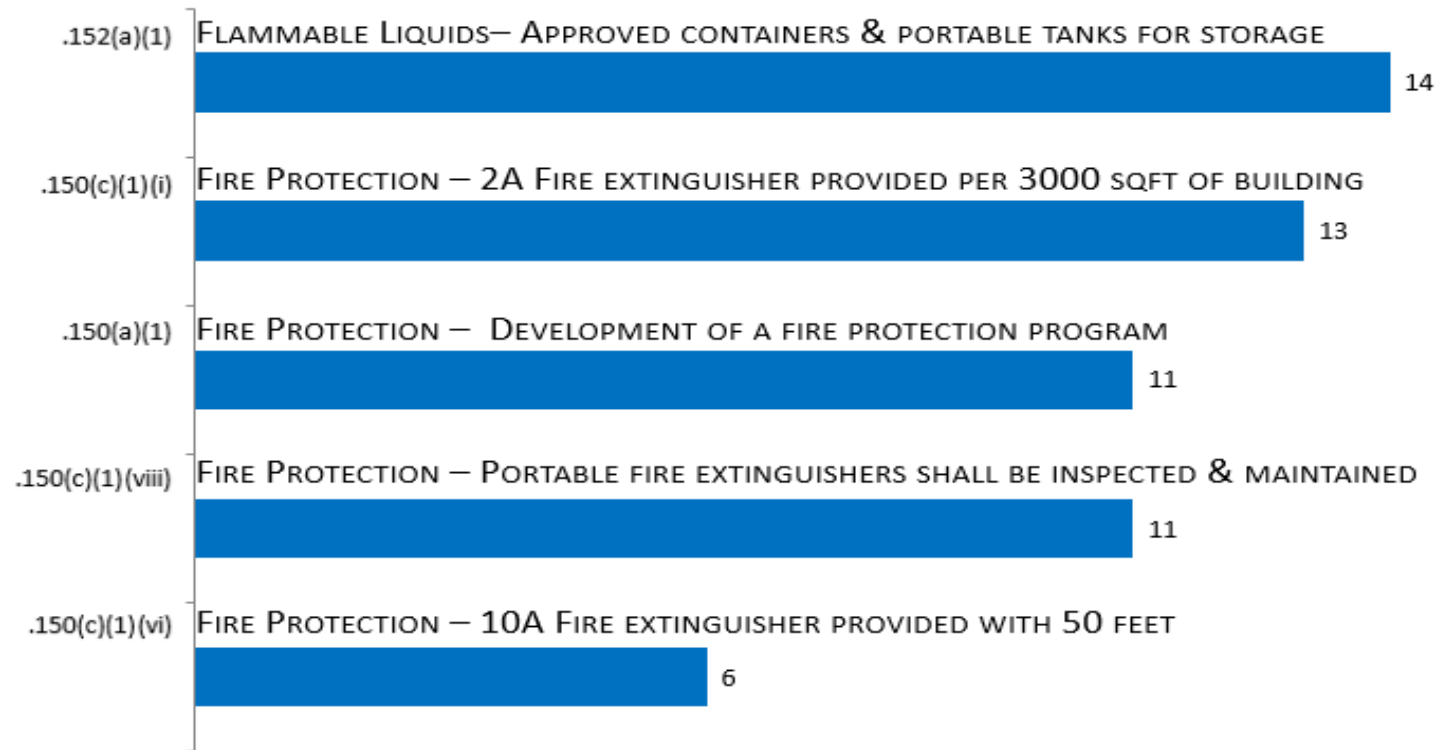 .152(a)(1) Flammable Liquids– Approved containers & portable tanks for storage
14
.150(c)(1)(i) Fire Protection – 2A Fire extinguisher provided per 3000 sqft of building
13
.150(a)(1) Fire Protection – Development of a fire protection program
11
.150(c)(1)(viii) Fire Protection – Portable fire extinguishers shall be inspected & maintained
11
.150(c)(1)(vi) Fire Protection – 10A Fire extinguisher provided with 50 feet
6